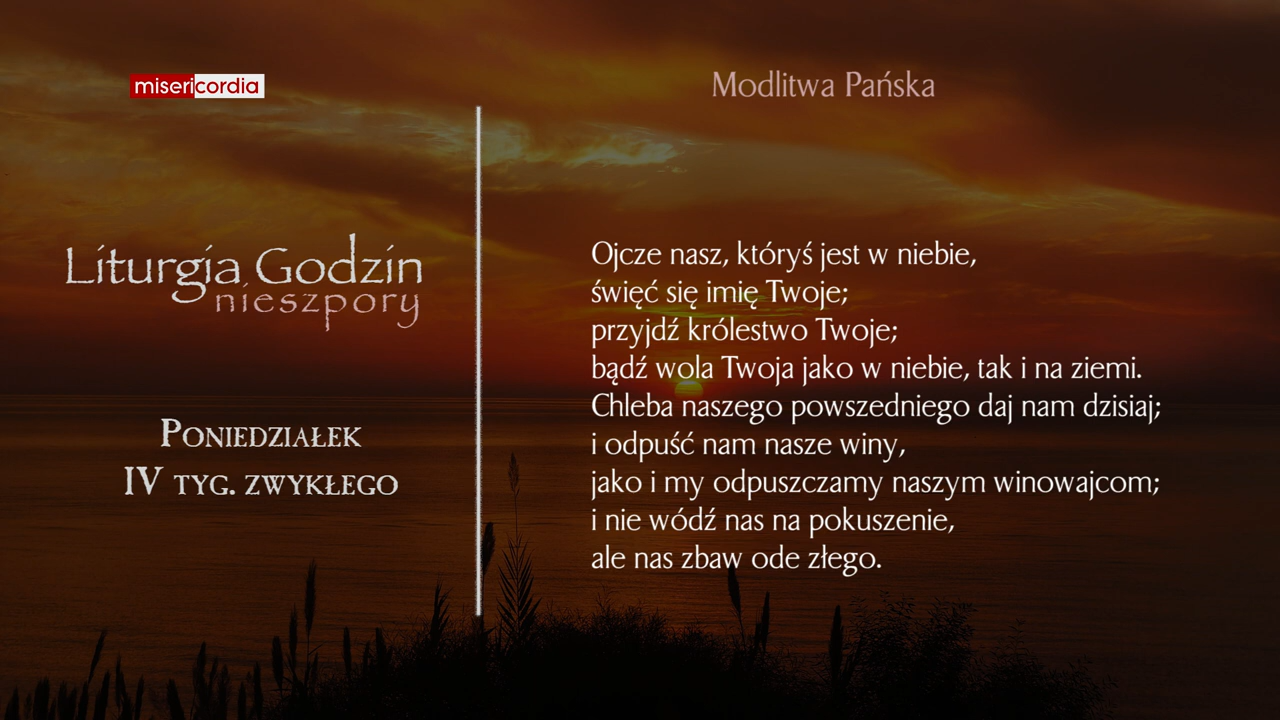 misericordia
Liturgia Godzin
nieszpory
Poniedziałek
IV tyg. zwykłego
Modlitwa Pańska
Ojcze nasz, któryś jest w niebie,
święć się imię Twoje;
przyjdź królestwo Twoje;
bądź wola Twoja jako w niebie, tak i na ziemi.
Chleba naszego powszedniego daj nam dzisiaj;
i odpuść nam nasze winy,
jako i my odpuszczamy naszym winowajcom;
i nie wódź nas na pokuszenie,
ale nas zbaw ode złego.